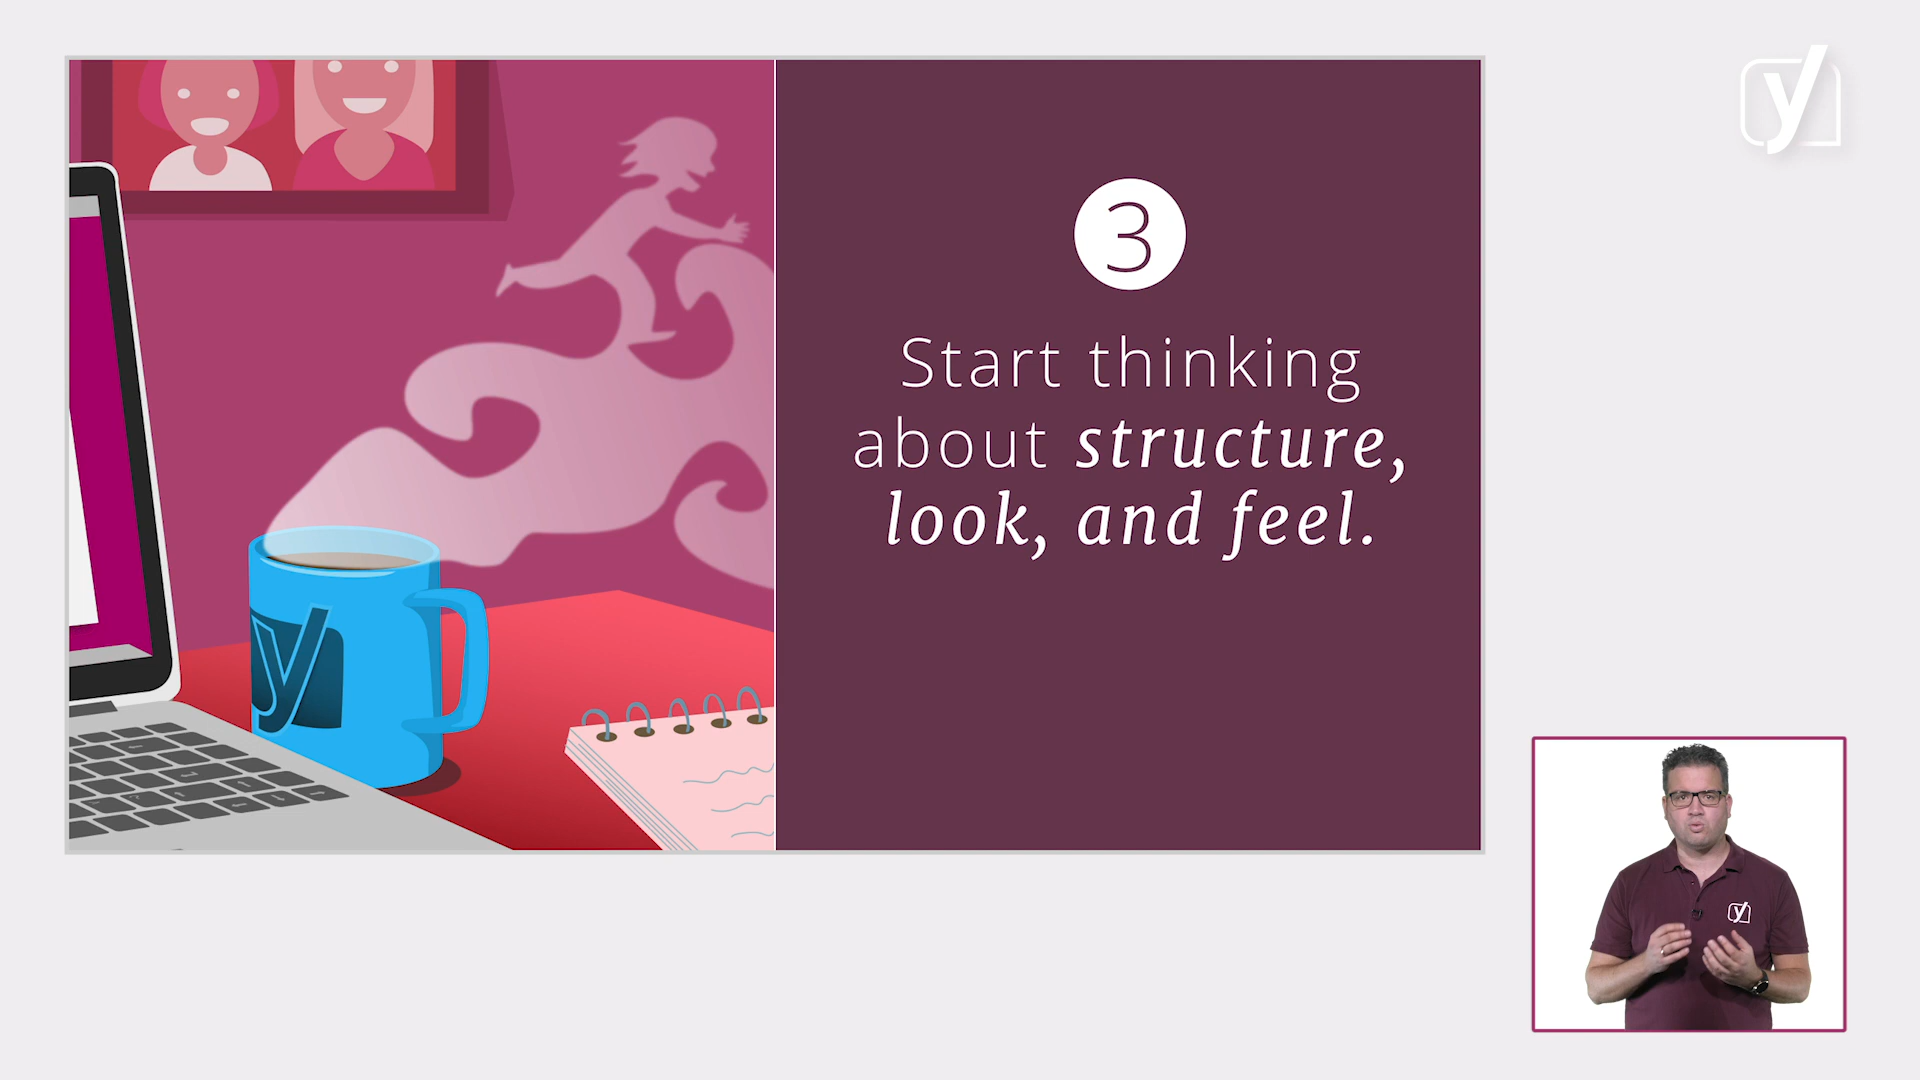 3
Start thinking
about structure,
look, and feel.
y
y
y